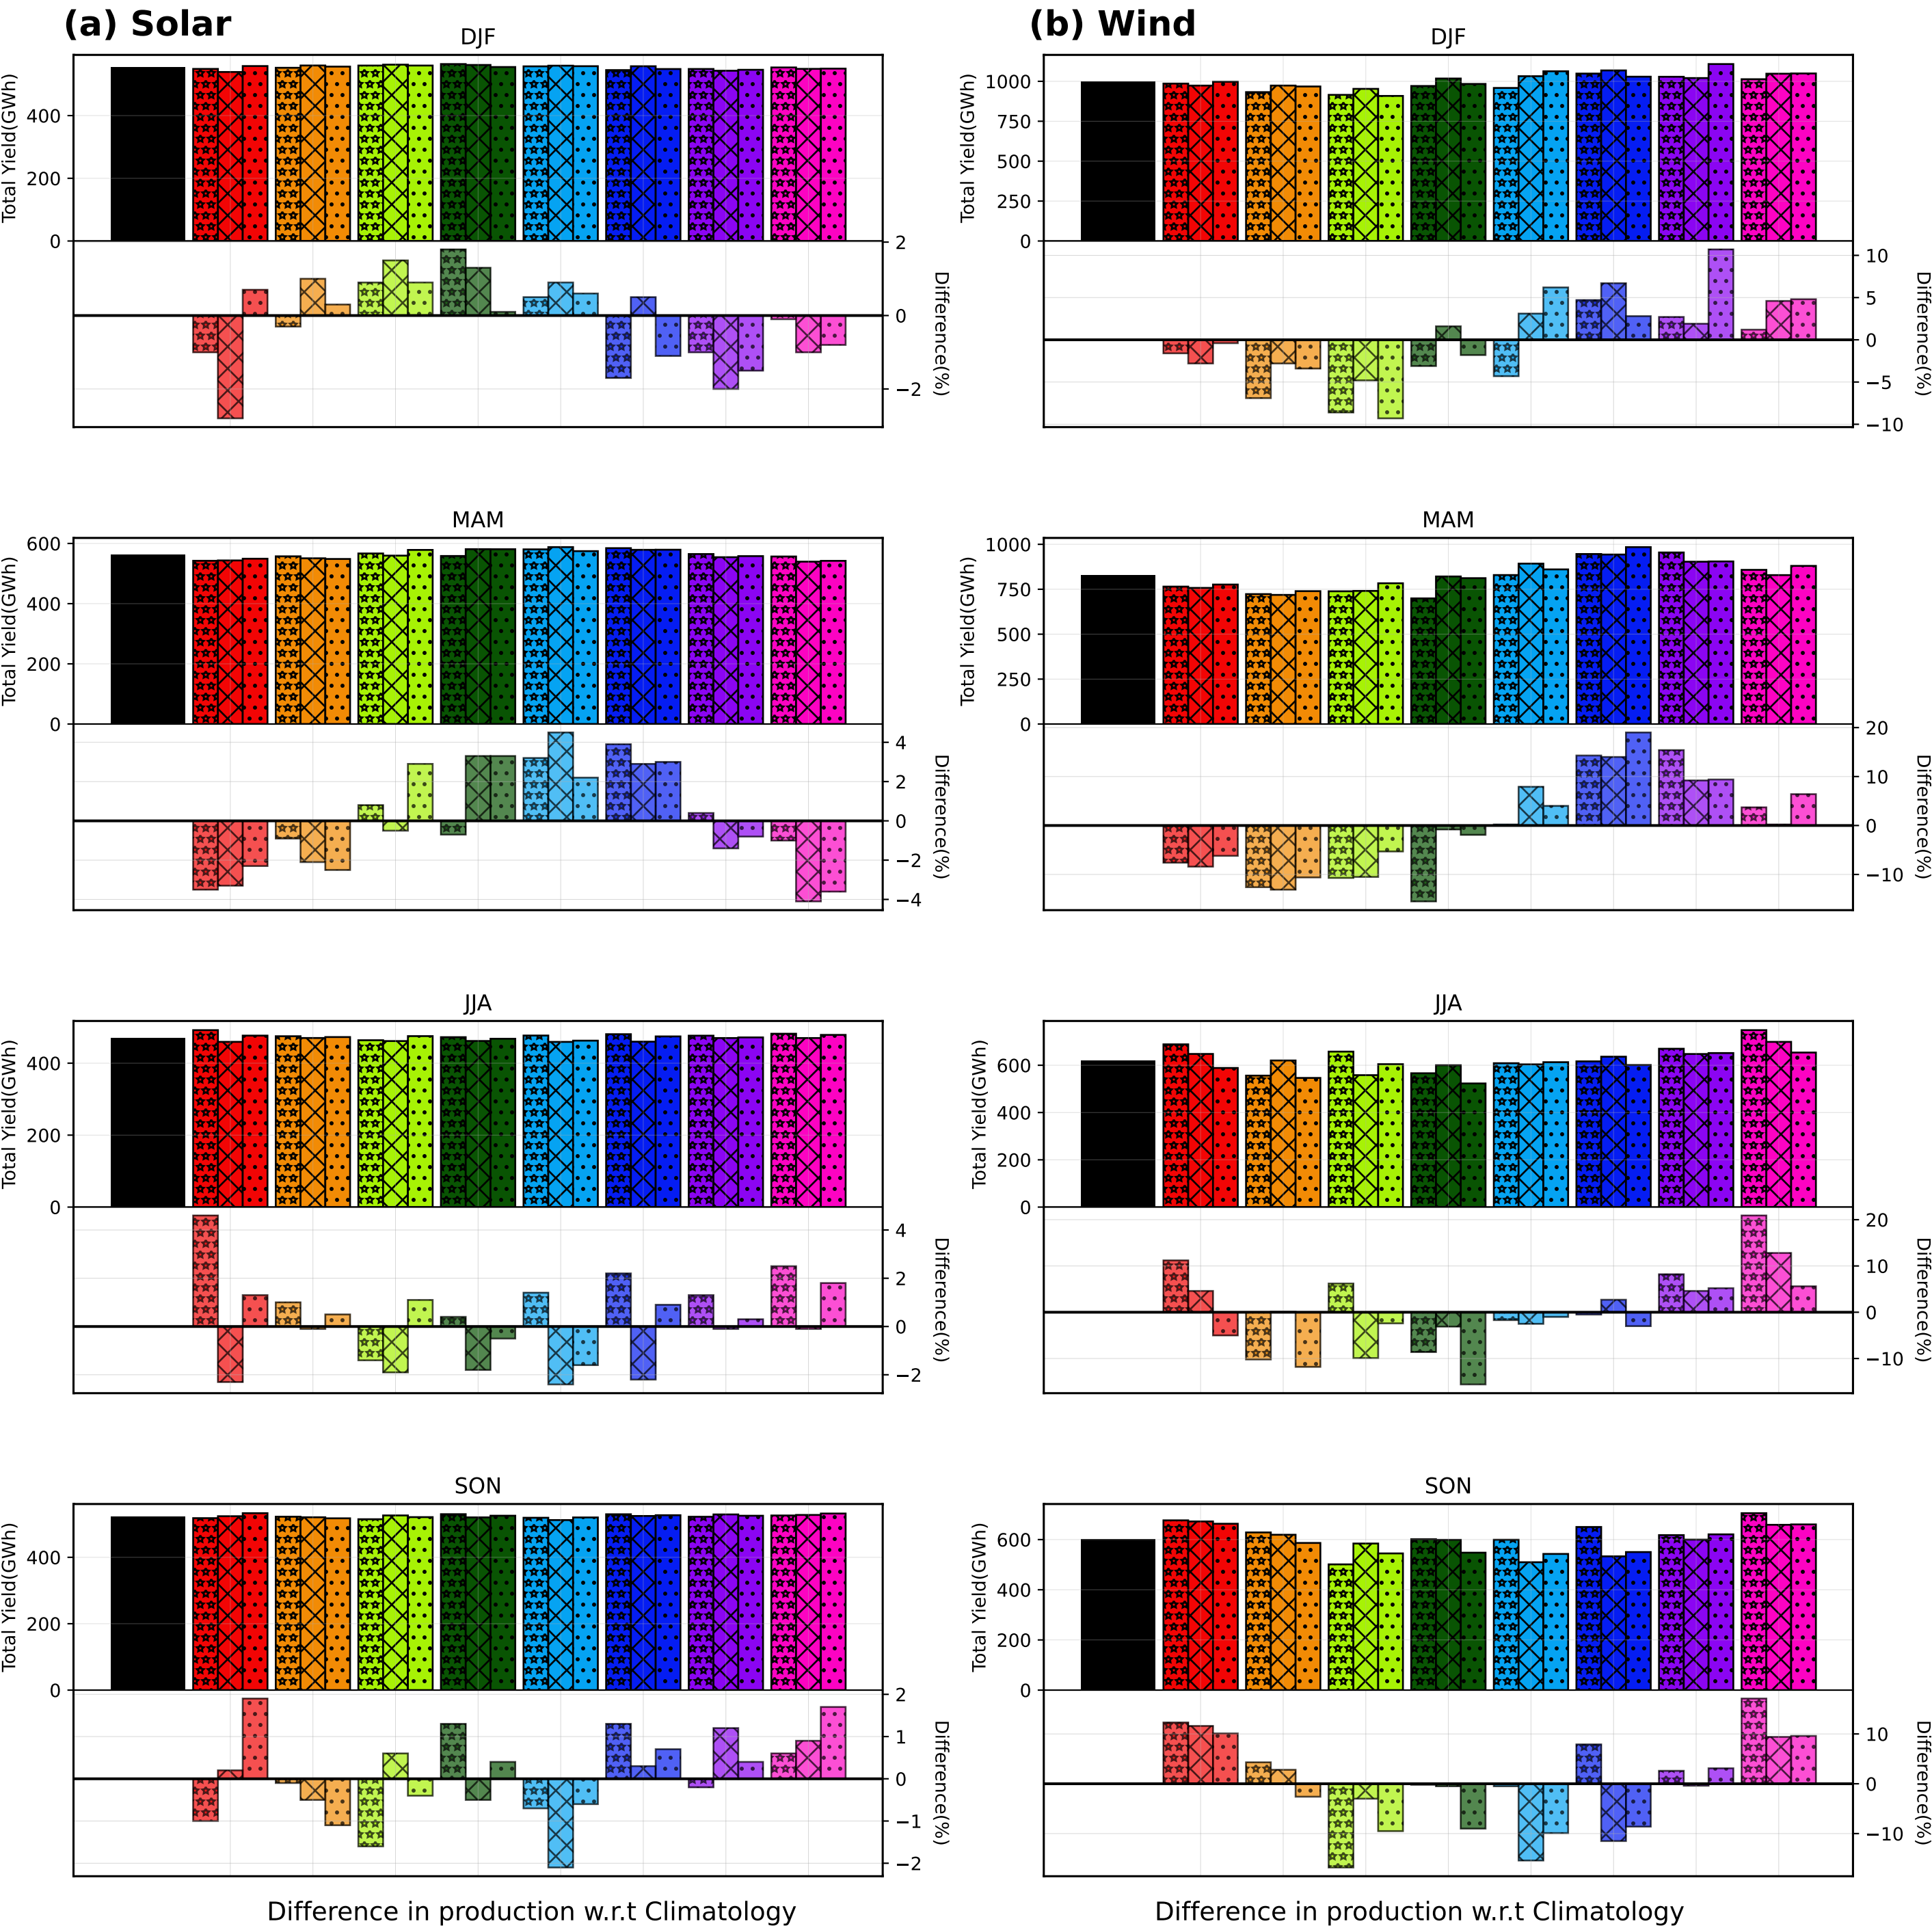 (a) Solar
DJF
Total Yield(GWh)
400
200
0
2
0
−2
Difference(%)
MAM
Total Yield(GWh)
600
400
200
0
4
2
0
−2
−4
Difference(%)
JJA
Total Yield(GWh)
400
200
0
4
2
0
−2
Difference(%)
SON
Total Yield(GWh)
400
200
0
2
1
0
−1
−2
Difference(%)
Difference in production w.r.t Climatology
(b) Wind
DJF
Total Yield(GWh)
1000
750
500
250
0
10
5
0
−5
−10
Difference(%)
MAM
Total Yield(GWh)
1000
750
500
250
0
20
10
0
−10
Difference(%)
JJA
Total Yield(GWh)
600
400
200
0
20
10
0
−10
Difference(%)
SON
Total Yield(GWh)
600
400
200
0
10
0
−10
Difference(%)
Difference in production w.r.t Climatology